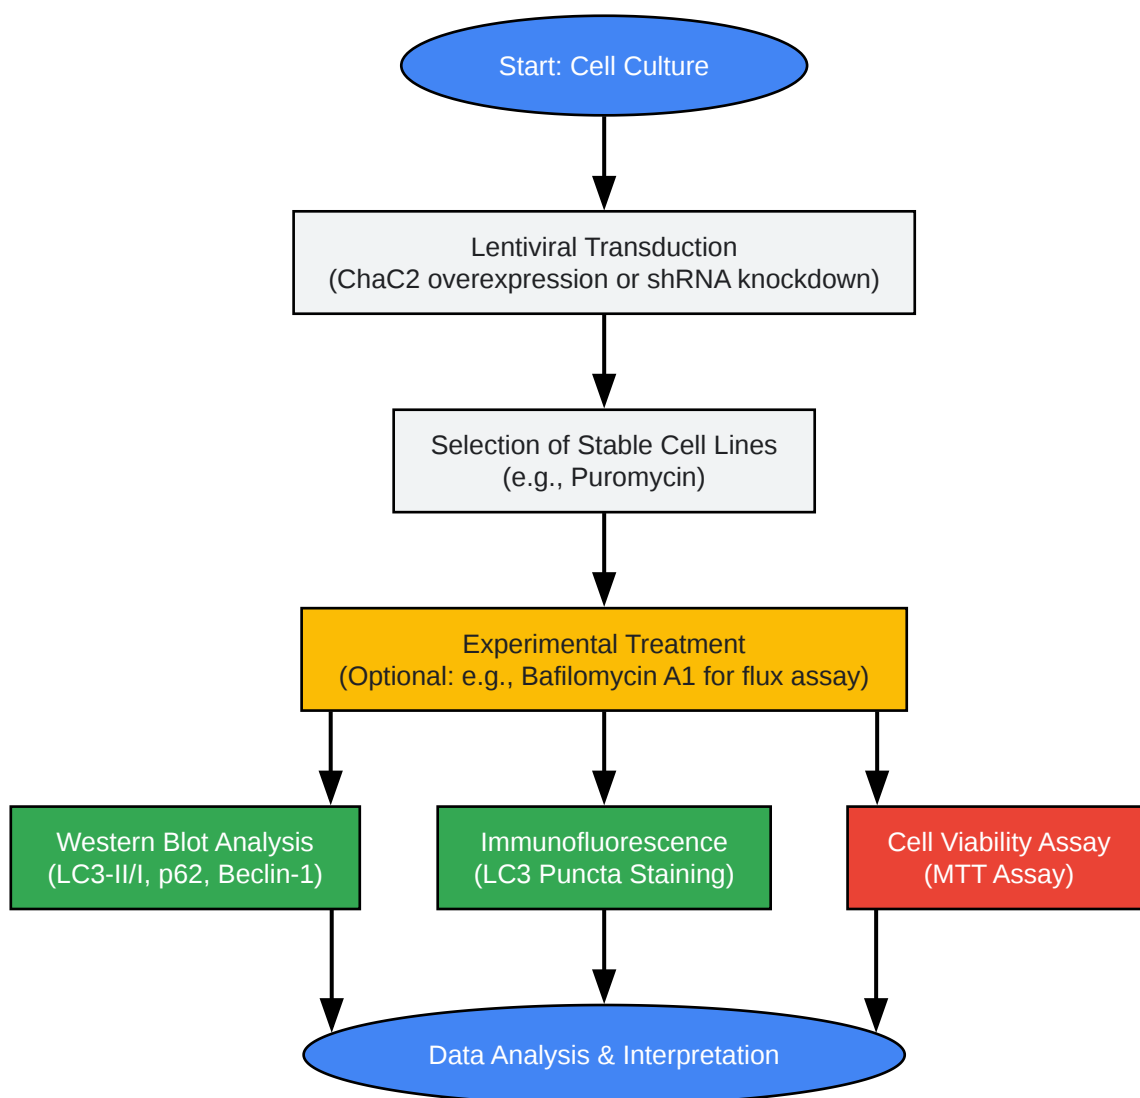 Start: Cell Culture
Lentiviral Transduction
(ChaC2 overexpression or shRNA knockdown)
Selection of Stable Cell Lines
(e.g., Puromycin)
Experimental Treatment
(Optional: e.g., Bafilomycin A1 for flux assay)
Western Blot Analysis
(LC3-II/I, p62, Beclin-1)
Immunofluorescence
(LC3 Puncta Staining)
Cell Viability Assay
(MTT Assay)
Data Analysis & Interpretation